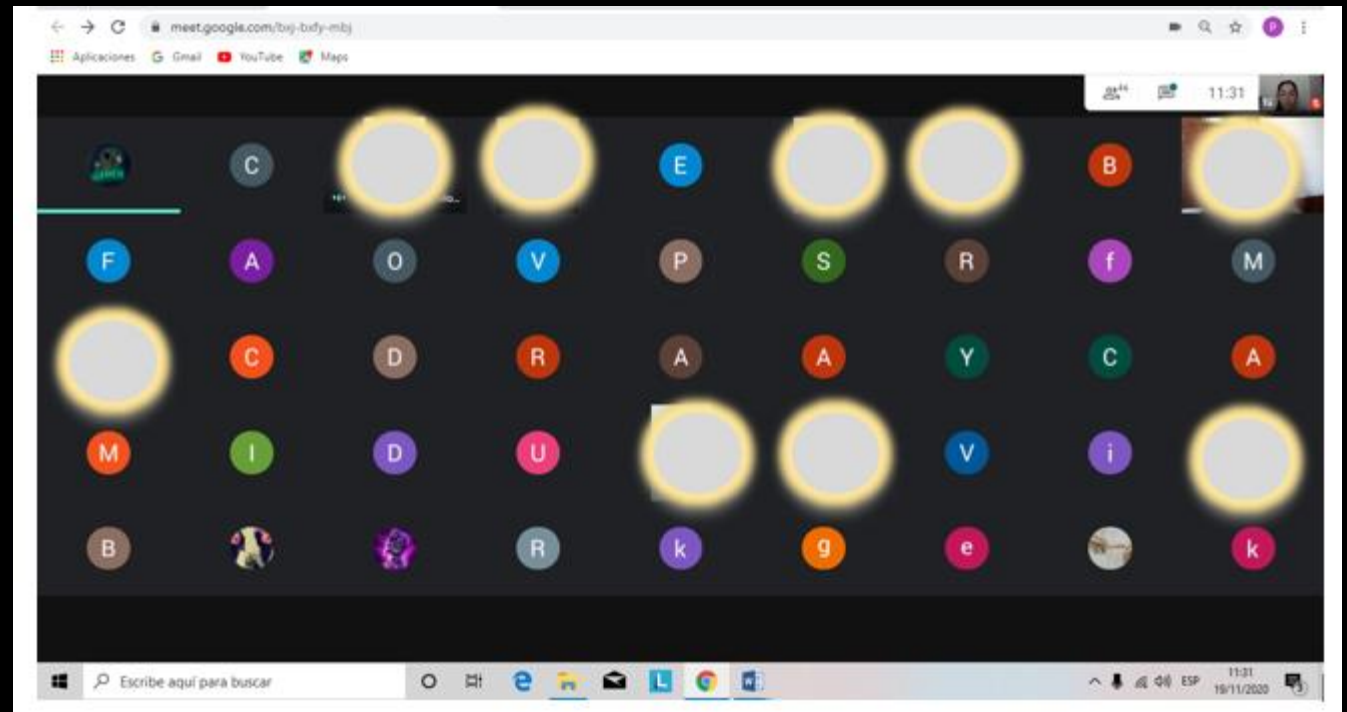 meet.google.com/bxj-bxfy-mbj P
Aplicaciones Gmail YouTube Maps
11:31
C E B
F A O V P S R f M
C D R A A Y C A
M I D U V i
B R k g e k
Escribe aquí para buscar
ESP 11:31
19/11/2020